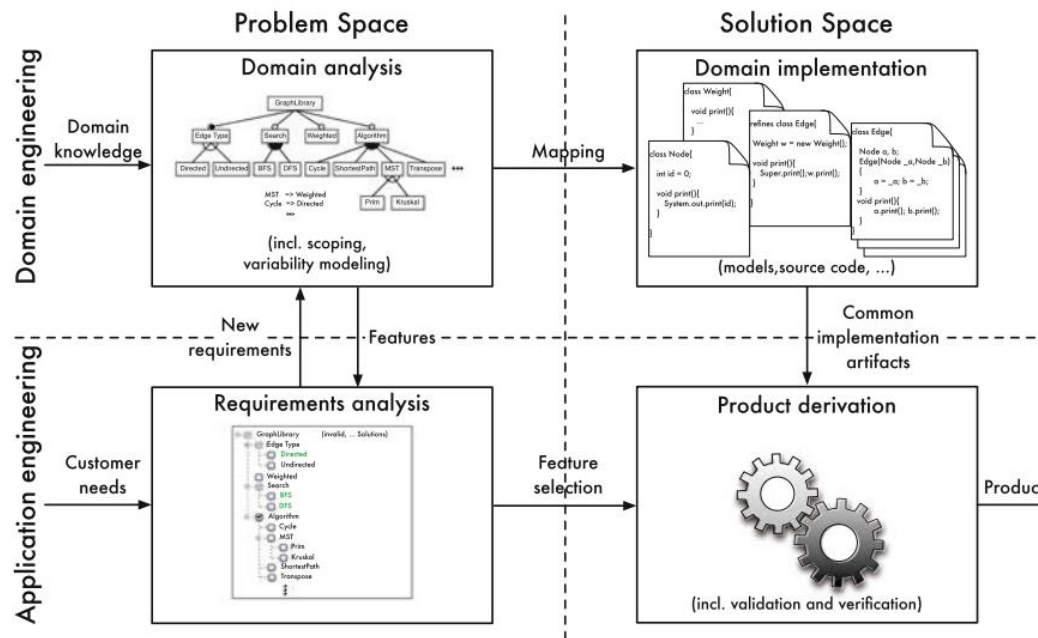 Problem Space
Solution Space
Domain engineering
Domain
knowledge
Domain analysis
GraphLibrary
Edge Type
Search
Weighted
Algorithm
Directed
Undirected
BFS
DFS
Cycle
ShortestPath
MST
Transpose
MST => Weighted
Cycle => Directed
Prim
Kruskal
(incl. scoping,
variability modeling)
Mapping
Domain implementation
class Weight{
void print(){
...
}
class Node{
int id = 0;
void print(){
System.out.print(id);
}
}
refines class Edge{
Weight w = new Weight();
void print(){
Super.print();w.print();
}
}
class Edge{
Node a, b;
Edge(Node _a,Node _b)
{
a = _a; b = _b;
}
void print(){
a.print(); b.print();
}
}
(models,source code, ...)
New
requirements
Features
Common
implementation
artifacts
Application engineering
Customer
needs
Requirements analysis
GraphLibrary (invalid, ... Solutions)
Edge Type
Directed
Undirected
Weighted
Search
BFS
DFS
Algorithm
Cycle
MST
Prim
Kruskal
ShortestPath
Transpose
Feature
selection
Product derivation
(incl. validation and verification)
Product